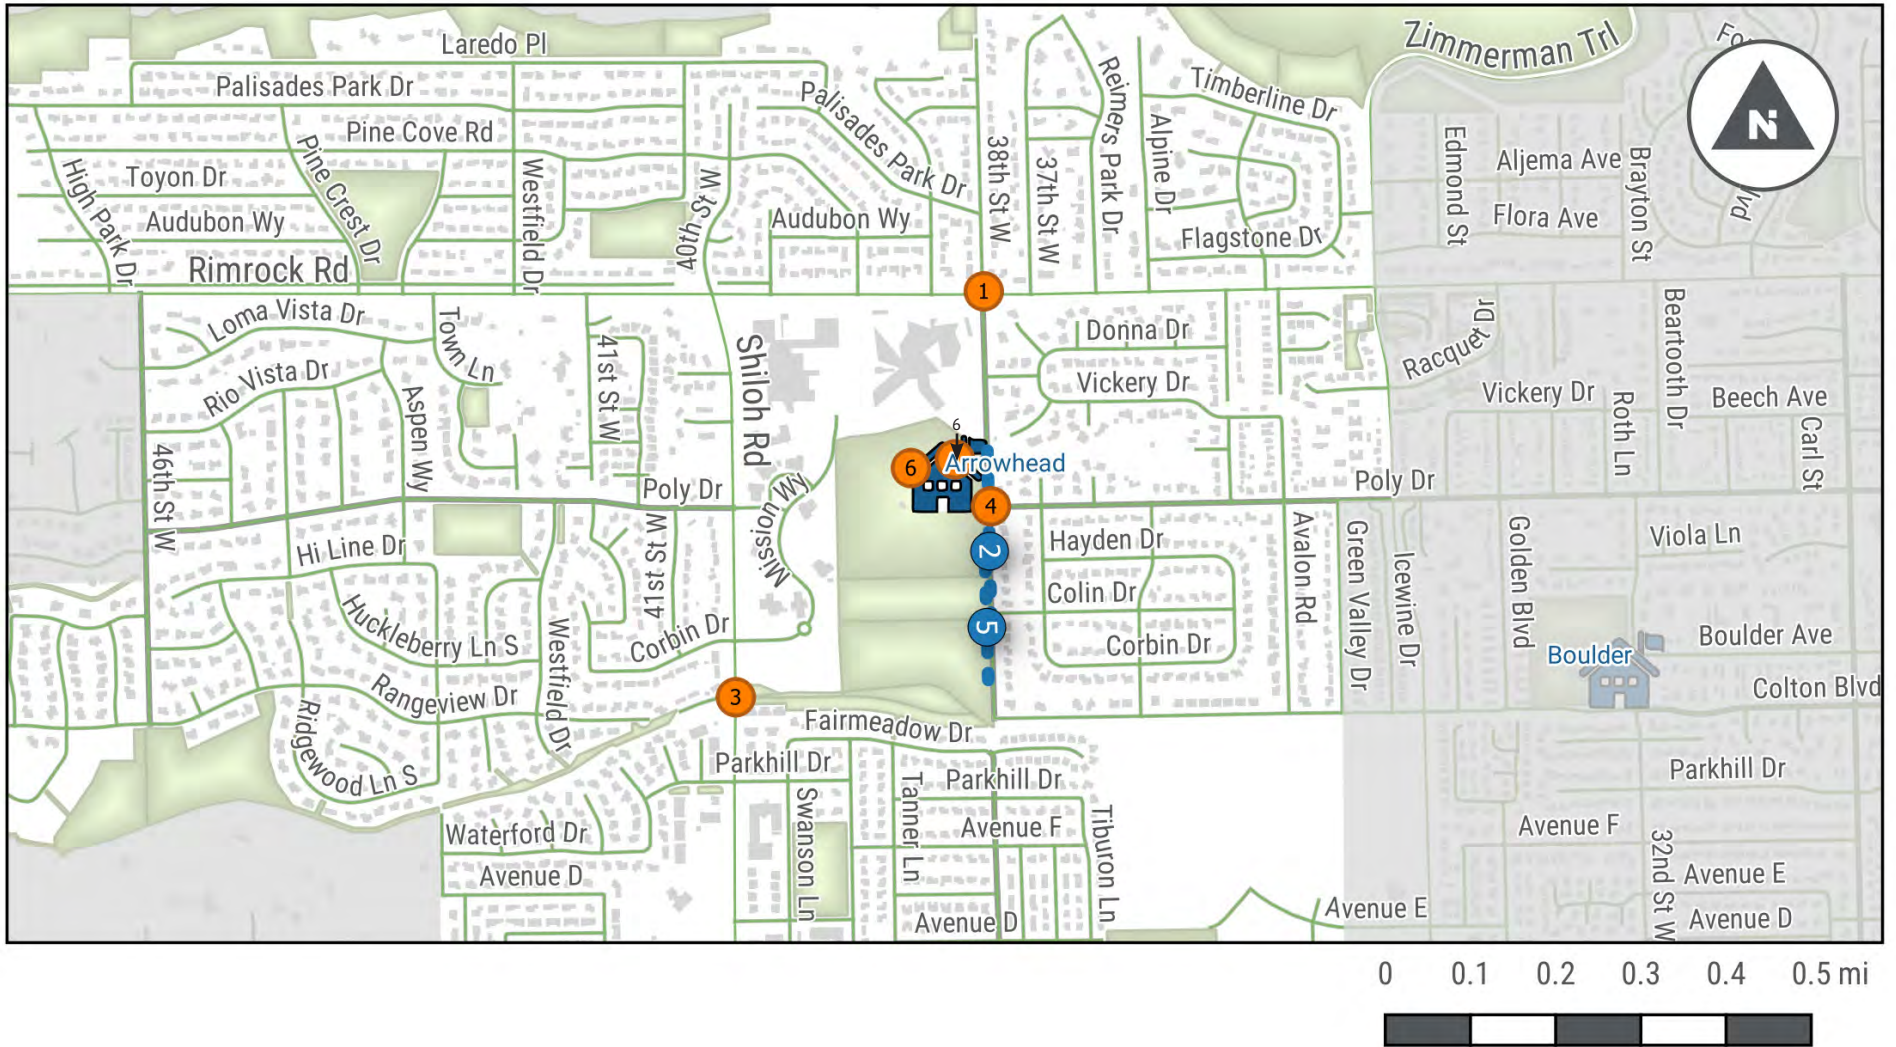 Laredo Pl
Zimmerman Trl
Palisades Park Dr
Palisades Park Dr
Reimers Park Dr
Timberline Dr
N
Pine Cove Rd
High Park Dr
Toyon Dr
Pine Crest Dr
Westfield Dr
40th St W
38th St W
37th St W
Alpine Dr
Edmond St
Aljema Ave
Brayton St
Audubon Wy
Audubon Wy
Flagstone Dr
Flora Ave
lvd
Rimrock Rd
1
Loma Vista Dr
Town Ln
41st St W
Shiloh Rd
Donna Dr
Racquet Dr
Beartooth Dr
Rio Vista Dr
Aspen Wy
Vickery Dr
Vickery Dr
Roth Ln
Beech Ave
Carl St
46th St W
6
6
Arrowhead
Poly Dr
Poly Dr
4
Mission Wy
Hi Line Dr
41st St W
2
Hayden Dr
Avalon Rd
Green Valley Dr
Icewine Dr
Golden Blvd
Viola Ln
Colin Dr
Huckleberry Ln S
Westfield Dr
Corbin Dr
5
Corbin Dr
Boulder
Boulder Ave
Rangeview Dr
3
Colton Blvd
Ridgewood Ln S
Fairmeadow Dr
Parkhill Dr
Parkhill Dr
Parkhill Dr
Swanson Ln
Tanner Ln
Tiburon Ln
Waterford Dr
Avenue F
Avenue F
32nd St W
Avenue D
Avenue E
Avenue E
Avenue D
Avenue D
0 0.1 0.2 0.3 0.4 0.5 mi